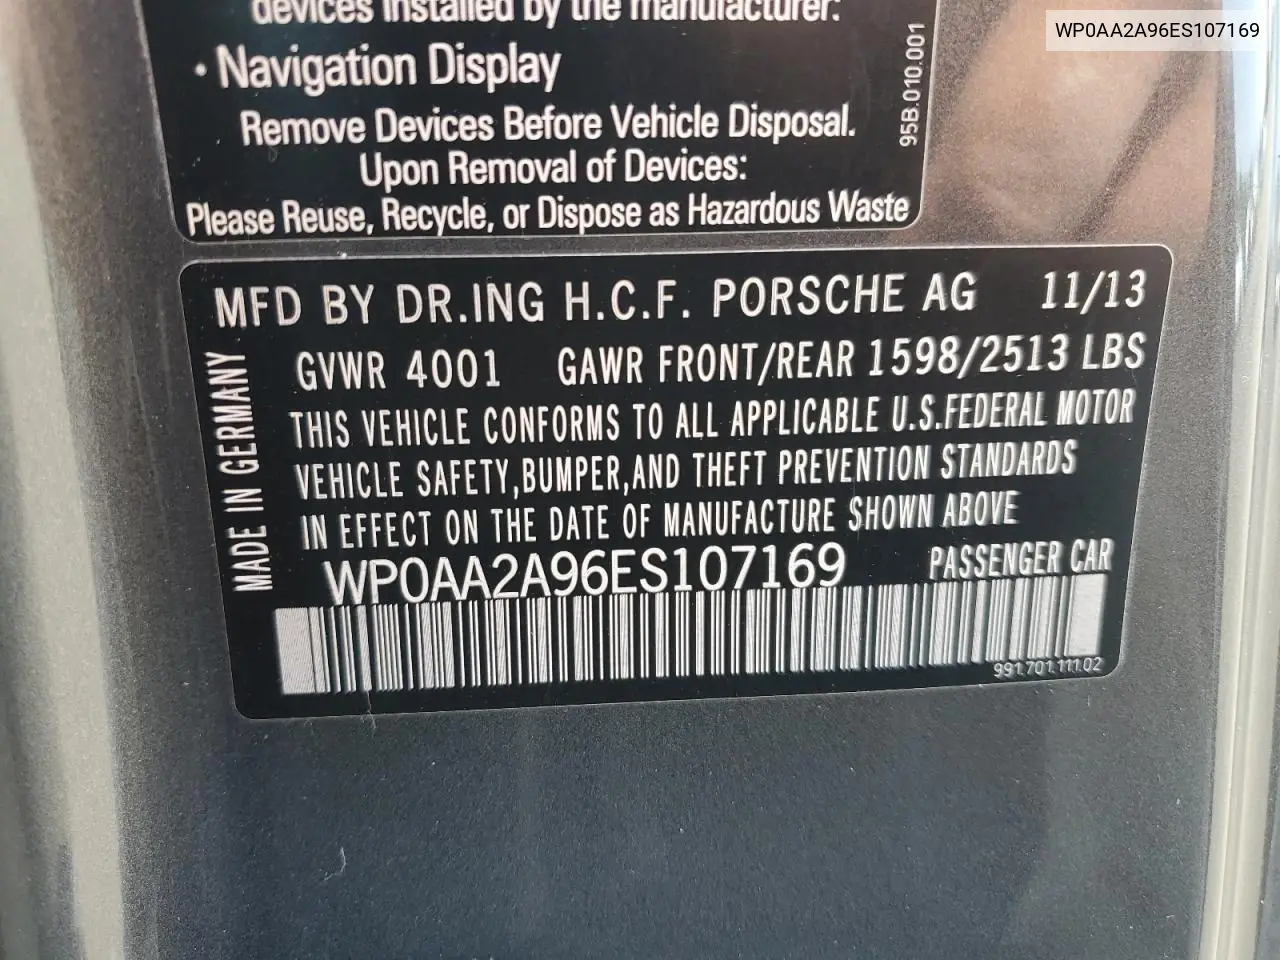 WP0AA2A96ES107169
devices installed by the manufacturer:
• Navigation Display
Remove Devices Before Vehicle Disposal.
Upon Removal of Devices:
Please Reuse, Recycle, or Dispose as Hazardous Waste
95B.010.001
MFD BY DR.ING H.C.F. PORSCHE AG 11/13
GVWR 4001 GAWR FRONT/REAR 1598/2513 LBS
THIS VEHICLE CONFORMS TO ALL APPLICABLE U.S.FEDERAL MOTOR
VEHICLE SAFETY,BUMPER,AND THEFT PREVENTION STANDARDS
IN EFFECT ON THE DATE OF MANUFACTURE SHOWN ABOVE
WP0AA2A96ES107169 PASSENGER CAR
991.701.111.02
MADE IN GERMANY